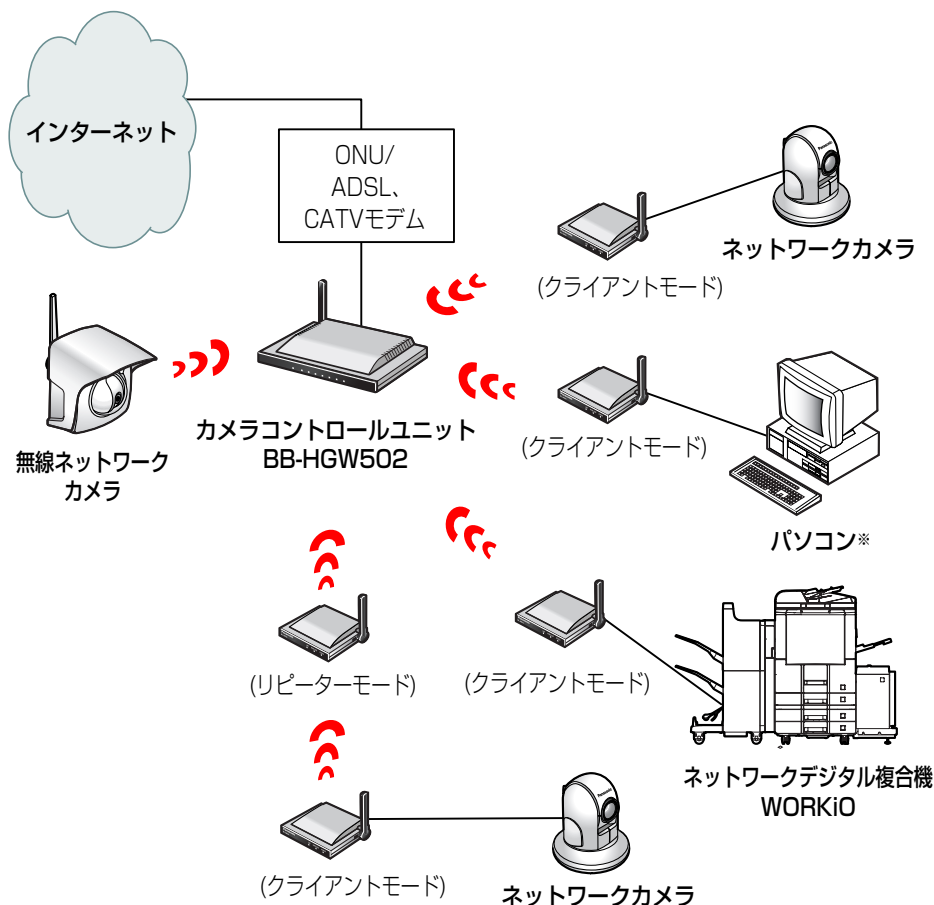 インターネット
ONU/
ADSL、
CATVモデム
Panasonic
ネットワークカメラ
(クライアントモード)
カメラコントロールユニット
BB-HGW502
無線ネットワーク
カメラ
(クライアントモード)
パソコン※
(リピーターモード)
(クライアントモード)
ネットワークデジタル複合機
WORKiO
Panasonic
(クライアントモード)
ネットワークカメラ